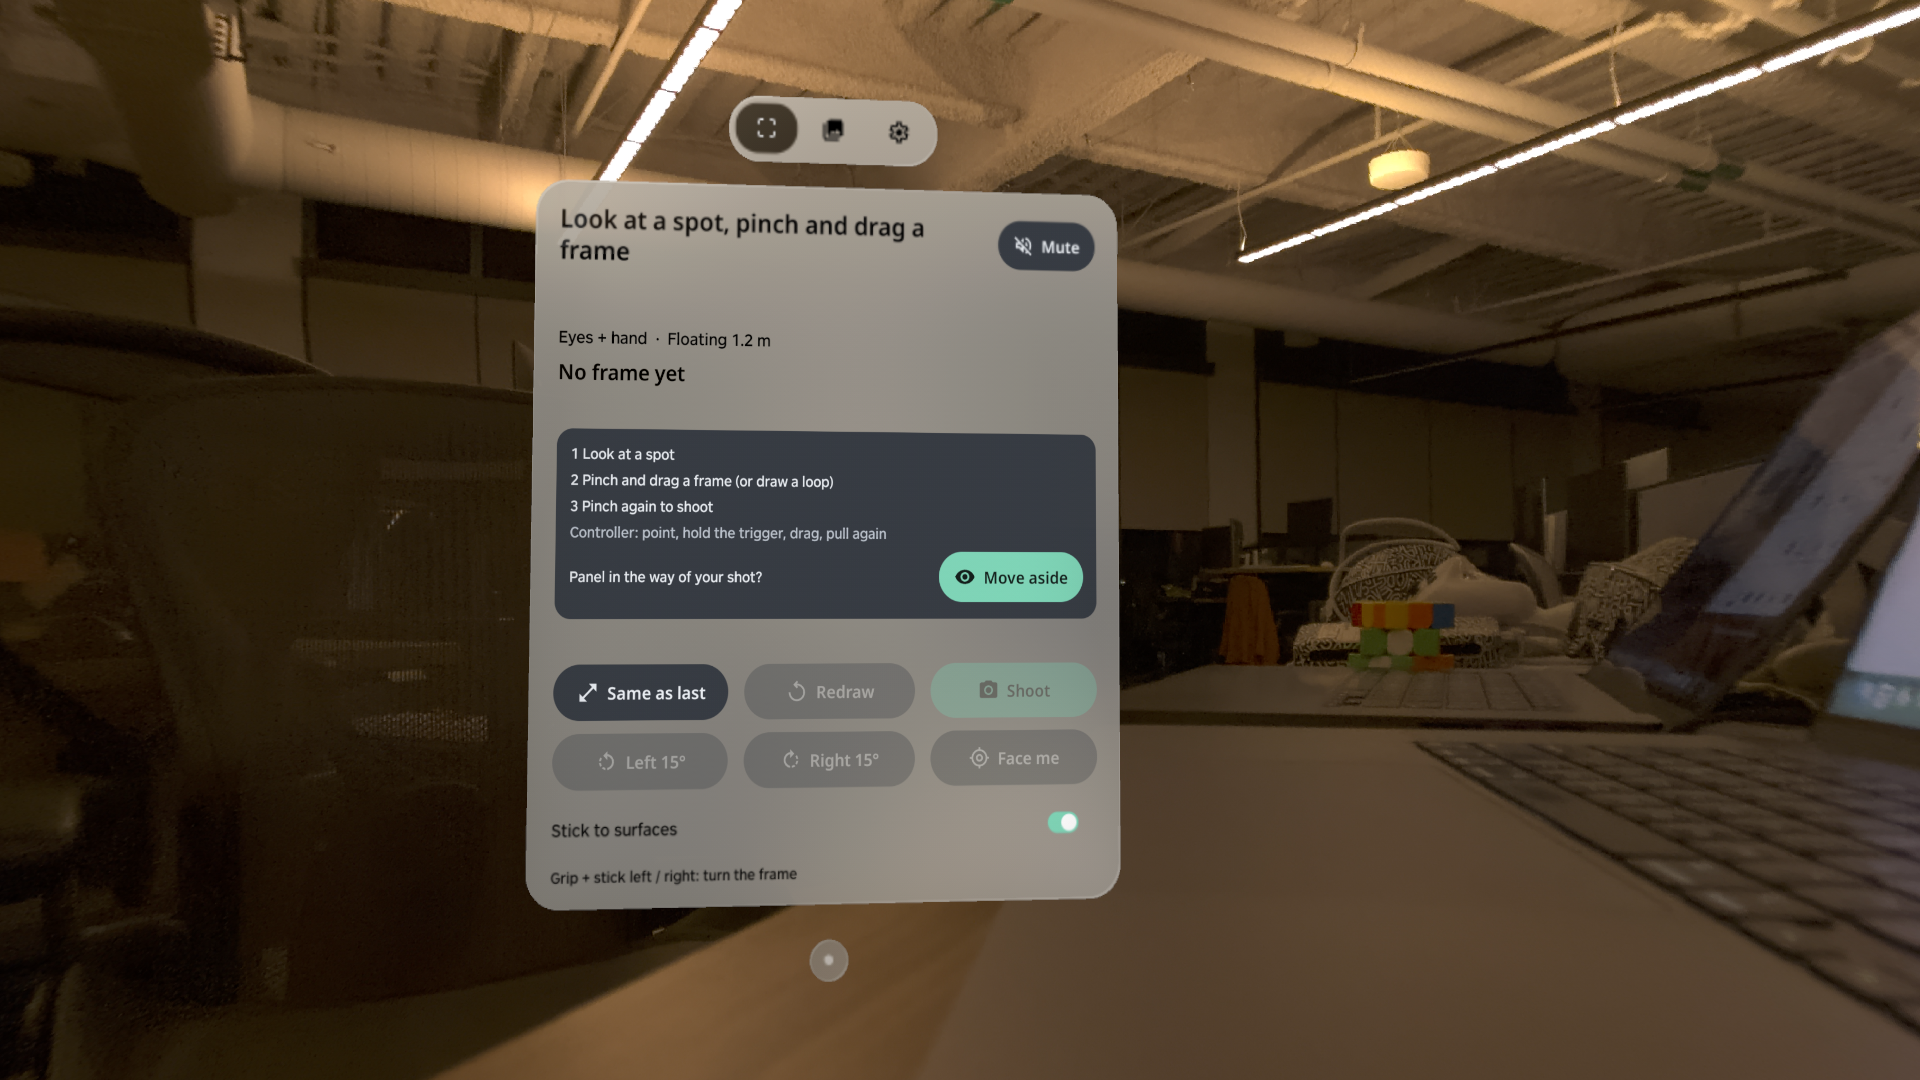 Look at a spot, pinch and drag a
frame
Mute
Eyes + hand · Floating 1.2 m
No frame yet
1 Look at a spot
2 Pinch and drag a frame (or draw a loop)
3 Pinch again to shoot
Controller: point, hold the trigger, drag, pull again
Panel in the way of your shot?
Move aside
Same as last
Redraw
Shoot
Left 15°
Right 15°
Face me
Stick to surfaces
Grip + stick left / right: turn the frame